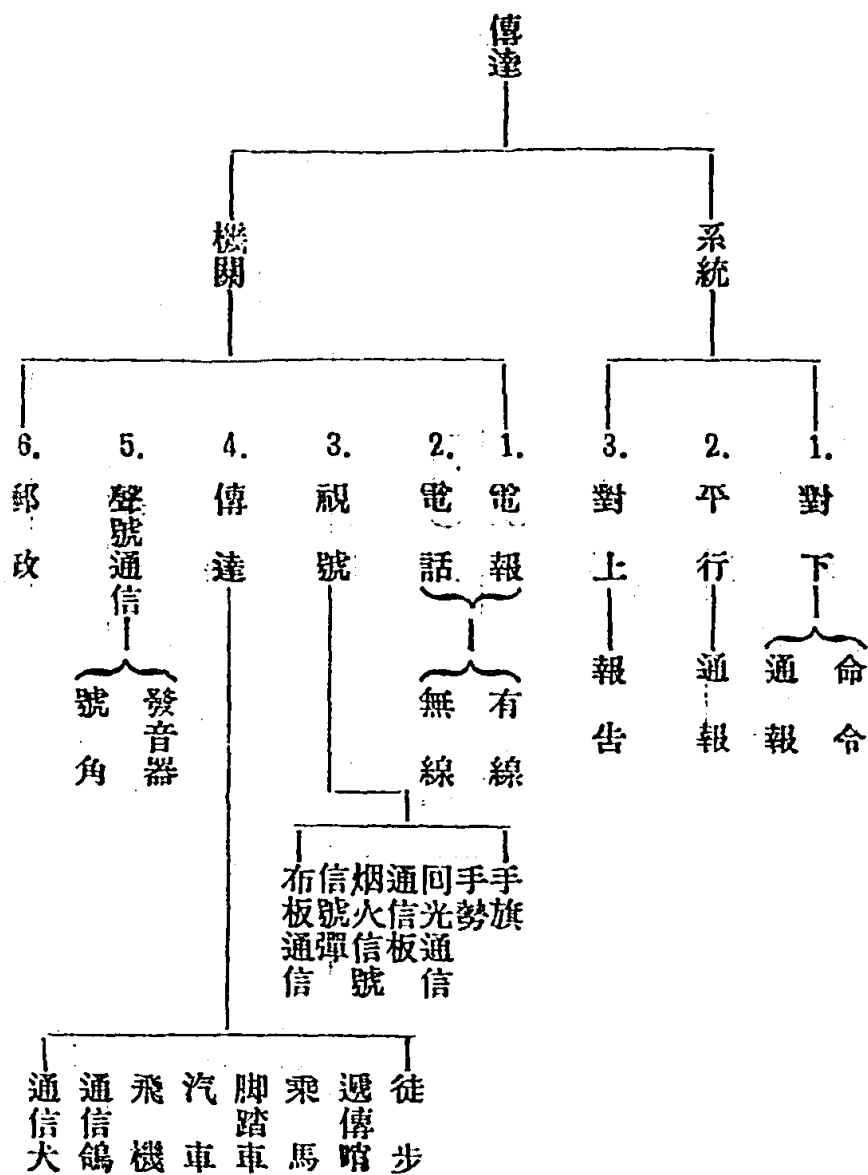 傳達
系統
1.對下
命令
通報
2.平行
通報
3.對上
報告
機關
1.電報
2.電話
有線
無線
3.視號
手旗
手勢
回光通信
通信板
烟火信號
信號彈
布板通信
4.傳達
徒步
遞傳哨
乘馬
脚踏車
汽車
飛機
通信鴿
通信犬
5.聲號通信
發音器
號角
6.郵政